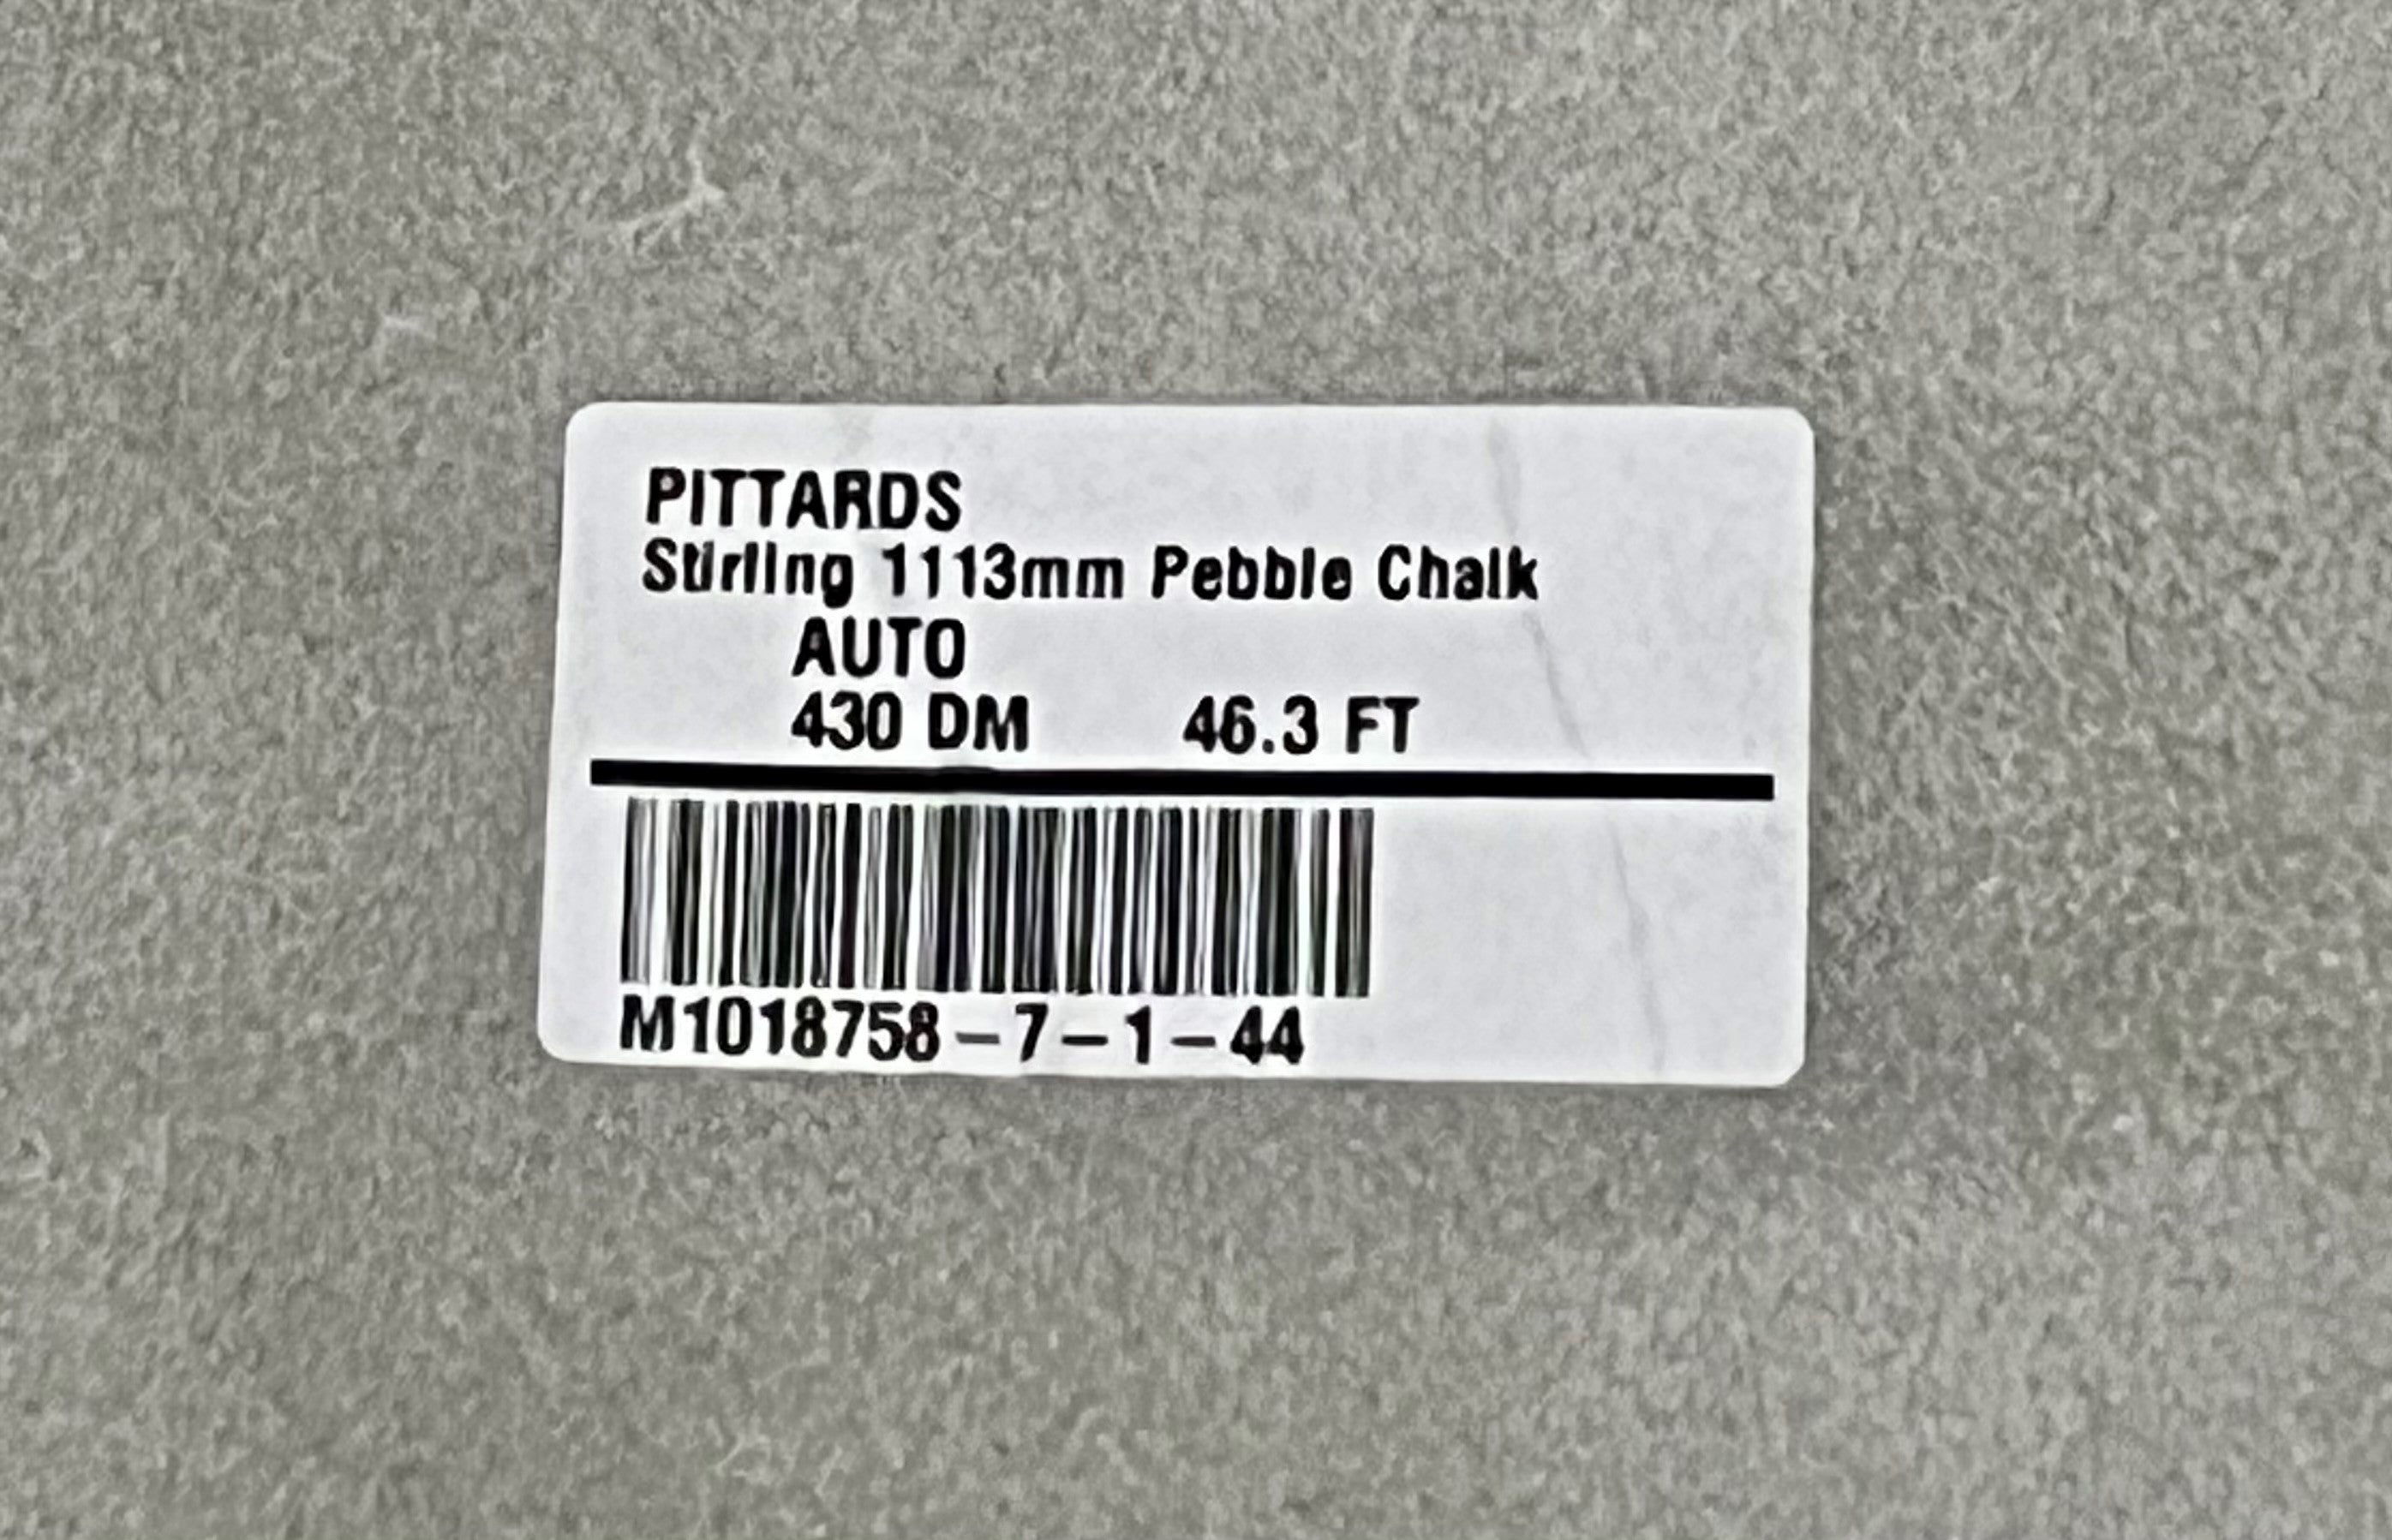 PITTARDS
Stirling 1113mm Pebble Chalk
AUTO
430 DM 46.3 FT
M1018758-7-1-44